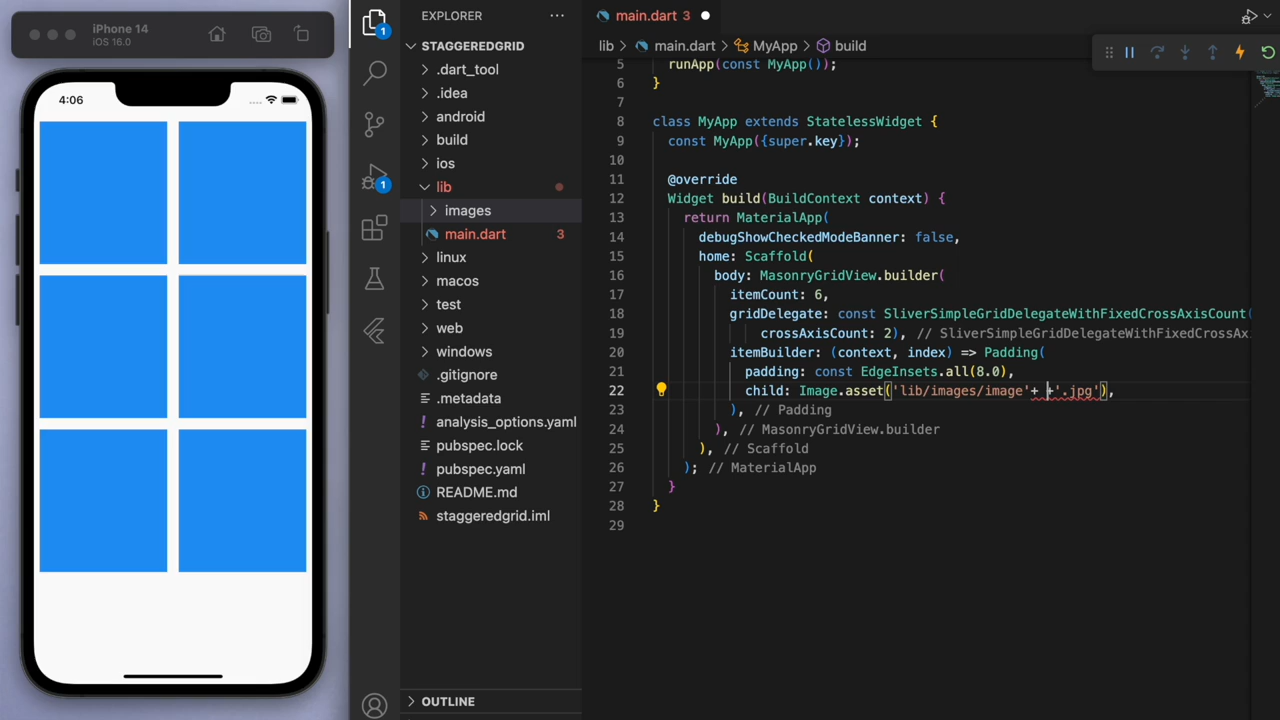 iPhone 14
iOS 16.0
4:06
1
1
EXPLORER
STAGGEREDGRID
.dart_tool
.idea
android
build
ios
lib
images
main.dart 3
linux
macos
test
web
windows
.gitignore
.metadata
! analysis_options.yaml
pubspec.lock
! pubspec.yaml
README.md
staggeredgrid.iml
OUTLINE
main.dart 3
lib > main.dart > MyApp > build
5 runApp(const MyApp());
6 }
7
8 class MyApp extends StatelessWidget {
9 const MyApp({super.key});
10
11 @override
12 Widget build(BuildContext context) {
13 return MaterialApp(
14 debugShowCheckedModeBanner: false,
15 home: Scaffold(
16 body: MasonryGridView.builder(
17 itemCount: 6,
18 gridDelegate: const SliverSimpleGridDelegateWithFixedCrossAxisCount(
19 crossAxisCount: 2), // SliverSimpleGridDelegateWithFixedCrossAxi
20 itemBuilder: (context, index) => Padding(
21 padding: const EdgeInsets.all(8.0),
22 child: Image.asset('lib/images/image'+ +'.jpg'),
23 ), // Padding
24 ), // MasonryGridView.builder
25 ), // Scaffold
26 ); // MaterialApp
27 }
28 }
29